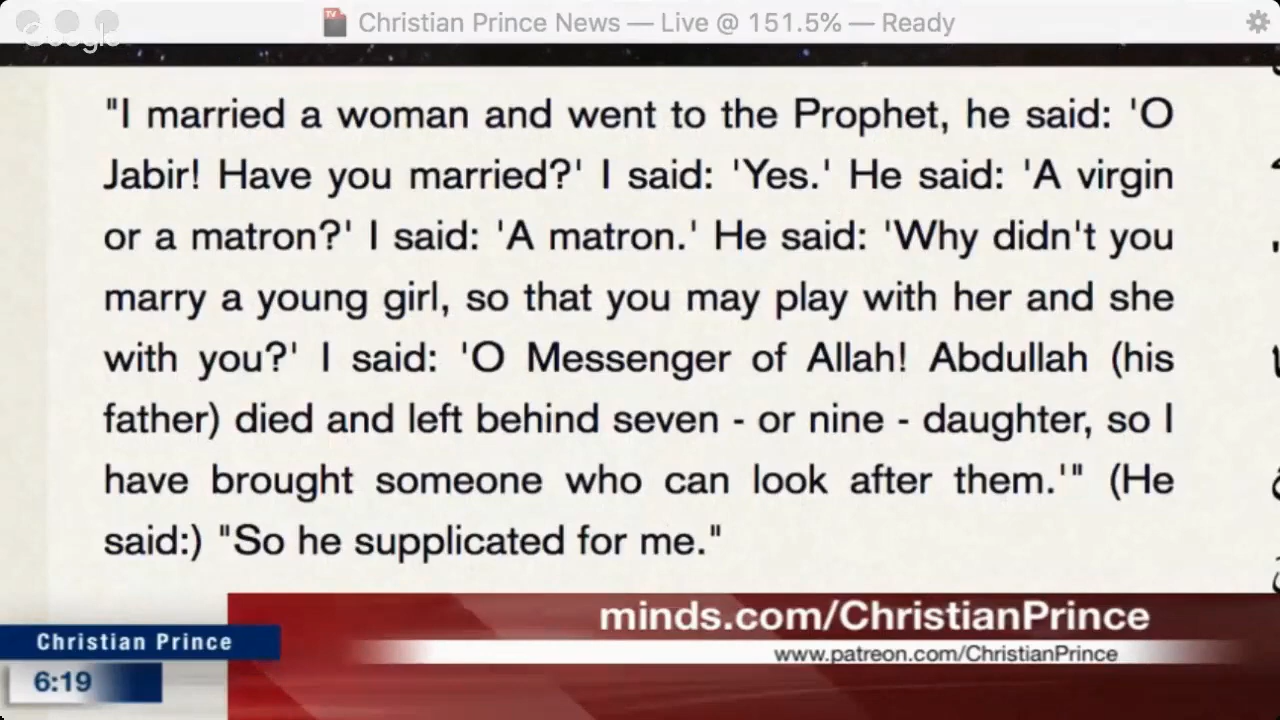 Christian Prince News — Live @ 151.5% — Ready
Google
"I married a woman and went to the Prophet, he said: 'O
Jabir! Have you married?' I said: 'Yes.' He said: 'A virgin
or a matron?' I said: 'A matron.' He said: 'Why didn't you
marry a young girl, so that you may play with her and she
with you?' I said: 'O Messenger of Allah! Abdullah (his
father) died and left behind seven - or nine - daughter, so I
have brought someone who can look after them.'" (He
said:) "So he supplicated for me."
minds.com/ChristianPrince
Christian Prince
www.patreon.com/ChristianPrince
6:19